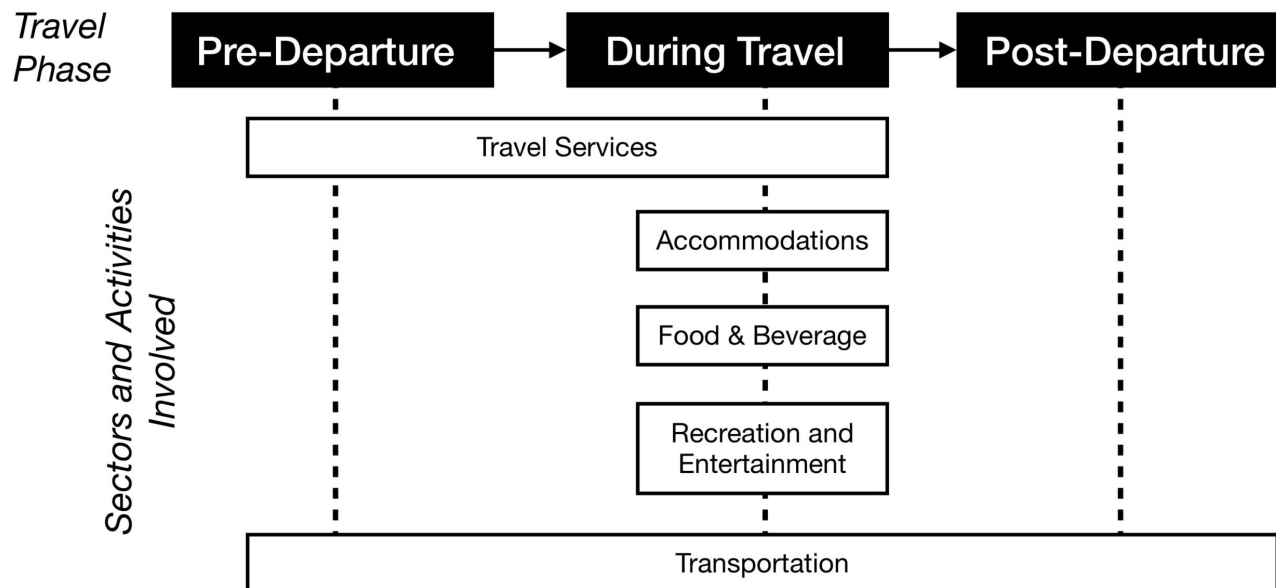 Travel
Phase
Pre-Departure
During Travel
Post-Departure
Sectors and Activities
Involved
Travel Services
Accommodations
Food & Beverage
Recreation and
Entertainment
Transportation